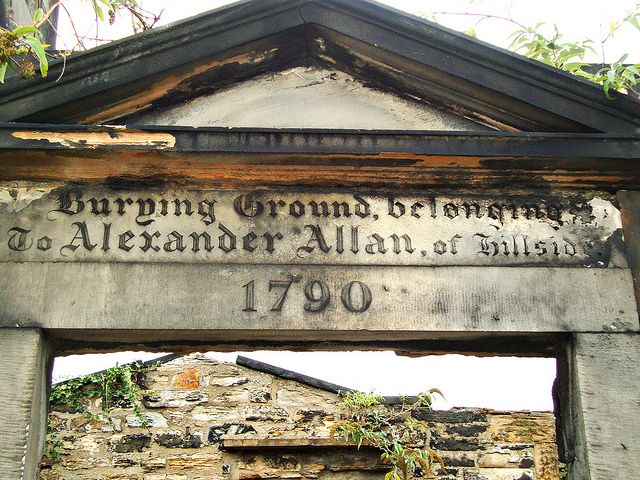 Burying Ground, belonging
To Alexander Allan, of Hillside
1790